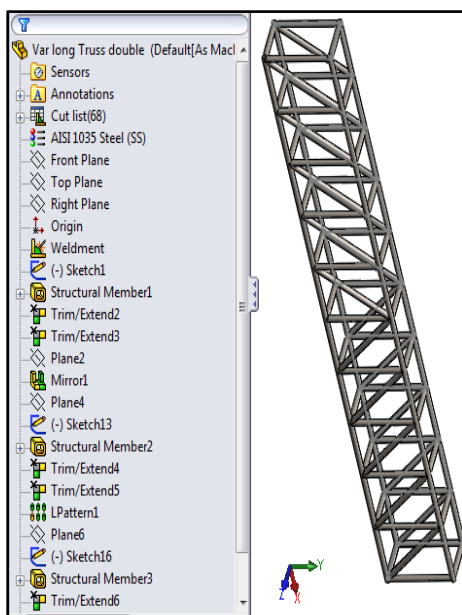 Var long Truss double (Default[As Macl
Sensors
Annotations
Cut list(68)
AISI 1035 Steel (SS)
Front Plane
Top Plane
Right Plane
Origin
Weldment
(-) Sketch1
Structural Member1
Trim/Extend2
Trim/Extend3
Plane2
Mirror1
Plane4
(-) Sketch13
Structural Member2
Trim/Extend4
Trim/Extend5
LPattern1
Plane6
(-) Sketch16
Structural Member3
Trim/Extend6
Y
Z
X